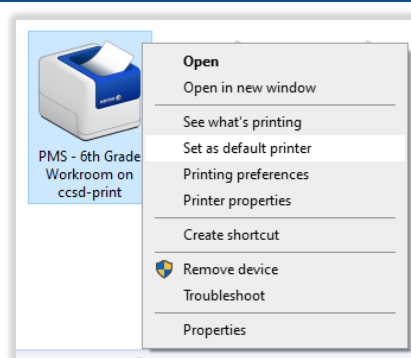 PMS - 6th Grade
Workroom on
ccsd-print
Open
Open in new window
See what's printing
Set as default printer
Printing preferences
Printer properties
Create shortcut
Remove device
Troubleshoot
Properties